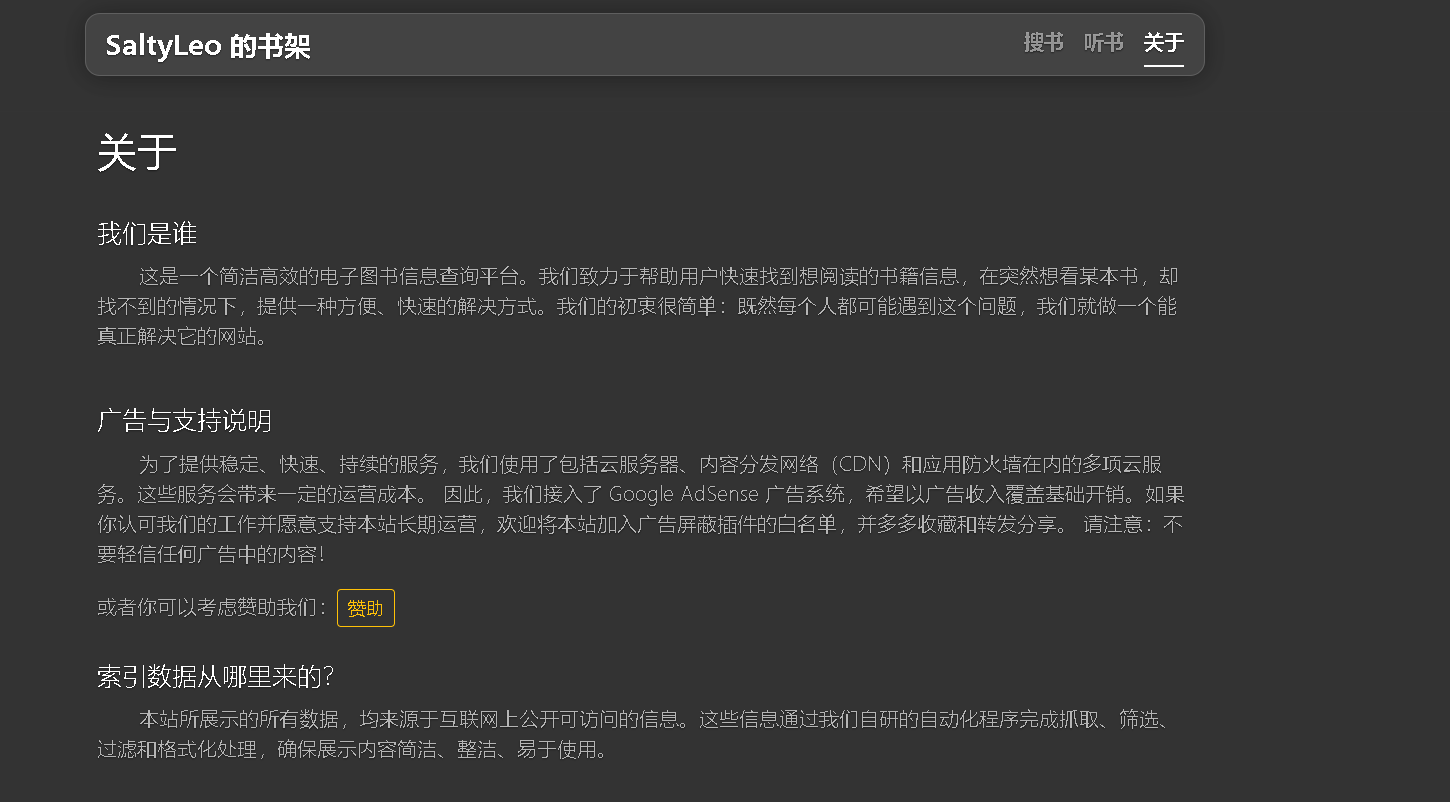 SaltyLeo 的书架
搜书 听书 关于
关于
我们是谁
这是一个简洁高效的电子图书信息查询平台。我们致力于帮助用户快速找到想阅读的书籍信息，在突然想看某本书，却
找不到的情况下，提供一种方便、快速的解决方式。我们的初衷很简单：既然每个人都可能遇到这个问题，我们就做一个能
真正解决它的网站。
广告与支持说明
为了提供稳定、快速、持续的服务，我们使用了包括云服务器、内容分发网络（CDN）和应用防火墙在内的多项云服
务。这些服务会带来一定的运营成本。 因此，我们接入了 Google AdSense 广告系统，希望以广告收入覆盖基础开销。如果
你认可我们的工作并愿意支持本站长期运营，欢迎将本站加入广告屏蔽插件的白名单，并多多收藏和转发分享。 请注意：不
要轻信任何广告中的内容！
或者你可以考虑赞助我们： 赞助
索引数据从哪里来的?
本站所展示的所有数据，均来源于互联网上公开可访问的信息。这些信息通过我们自研的自动化程序完成抓取、筛选、
过滤和格式化处理，确保展示内容简洁、整洁、易于使用。